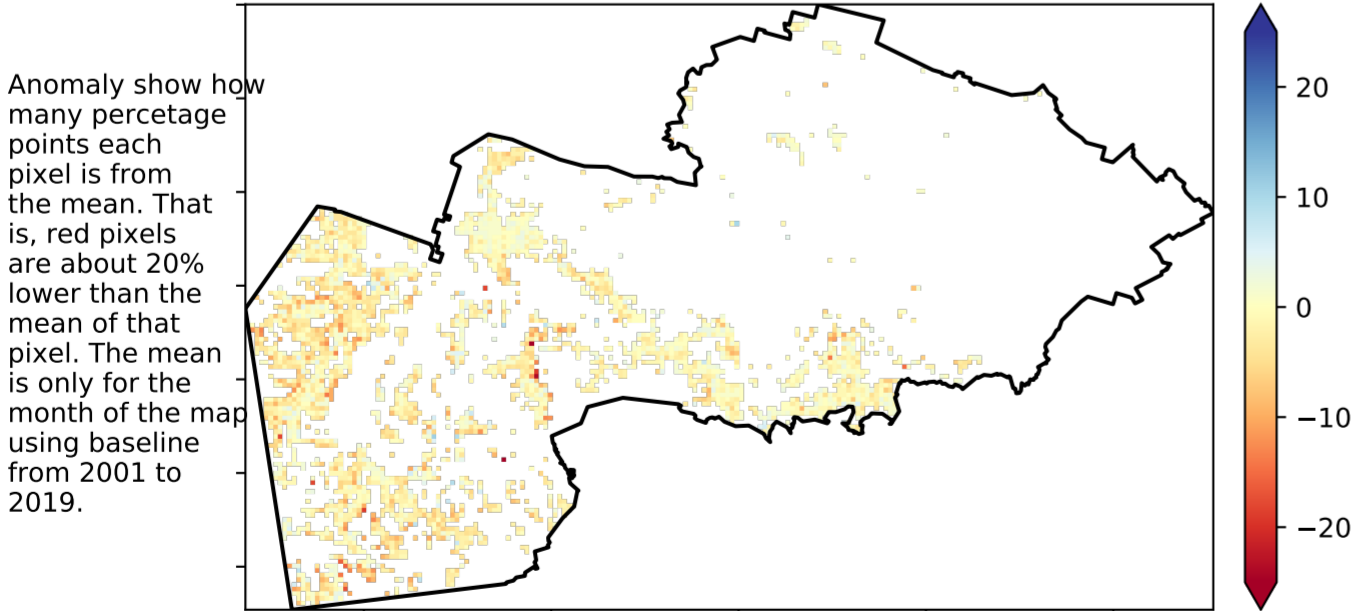 Anomaly show how
many percetage
points each
pixel is from
the mean. That
is, red pixels
are about 20%
lower than the
mean of that
pixel. The mean
is only for the
month of the map
using baseline
from 2001 to
2019.
20
10
0
−10
−20